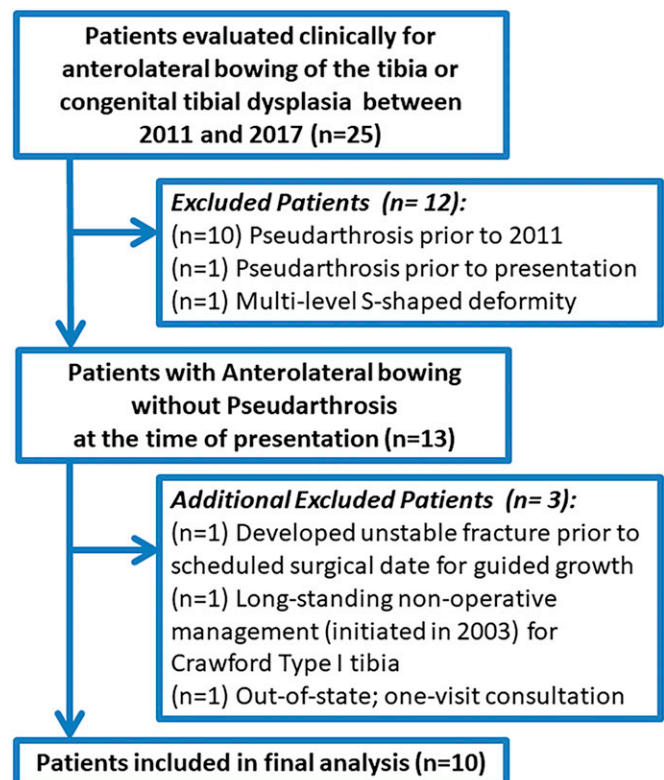 Patients evaluated clinically for
anterolateral bowing of the tibia or
congenital tibial dysplasia between
2011 and 2017 (n=25)
Excluded Patients (n= 12):
(n=10) Pseudarthrosis prior to 2011
(n=1) Pseudarthrosis prior to presentation
(n=1) Multi-level S-shaped deformity
Patients with Anterolateral bowing
without Pseudarthrosis
at the time of presentation (n=13)
Additional Excluded Patients (n= 3):
(n=1) Developed unstable fracture prior to
scheduled surgical date for guided growth
(n=1) Long-standing non-operative
management (initiated in 2003) for
Crawford Type I tibia
(n=1) Out-of-state; one-visit consultation
Patients included in final analysis (n=10)